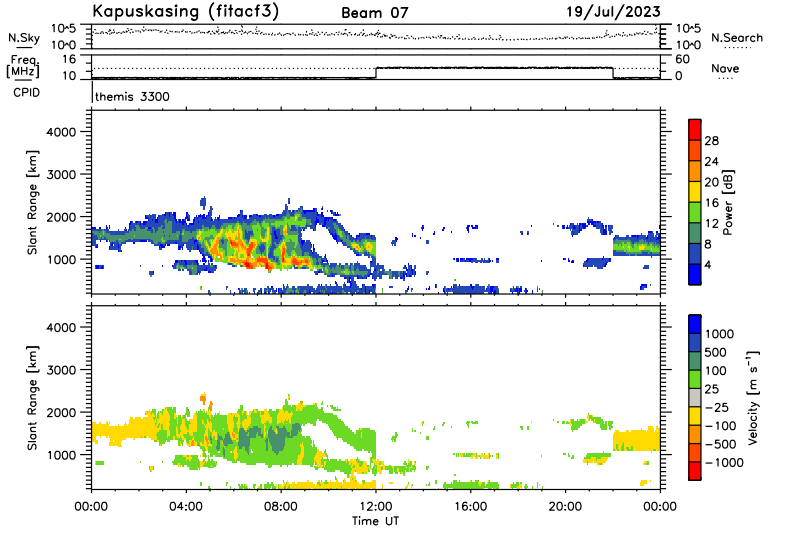 Kapuskasing (fitacf3) Beam 07 19/Jul/2023
N.Sky 10^5 10^0 10^5 10^0 N.Search
Freq. [MHz] 16 10 60 0 Nave
CPID themis 3300
Slant Range [km]
4000
3000
2000
1000
28
24
20
16
12
8
4
Power [dB]
Slant Range [km]
4000
3000
2000
1000
1000
500
100
25
−25
−100
−500
−1000
Velocity [m s⁻¹]
00:00 04:00 08:00 12:00 16:00 20:00 00:00
Time UT